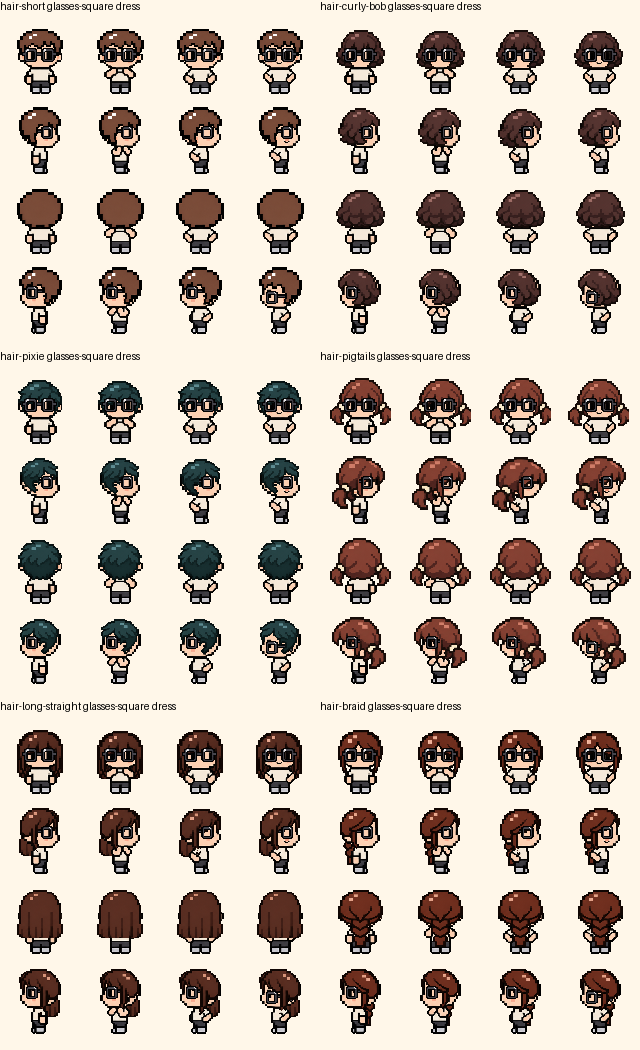 hair-short glasses-square dress
hair-curly-bob glasses-square dress
hair-pixie glasses-square dress
hair-pigtails glasses-square dress
hair-long-straight glasses-square dress
hair-braid glasses-square dress